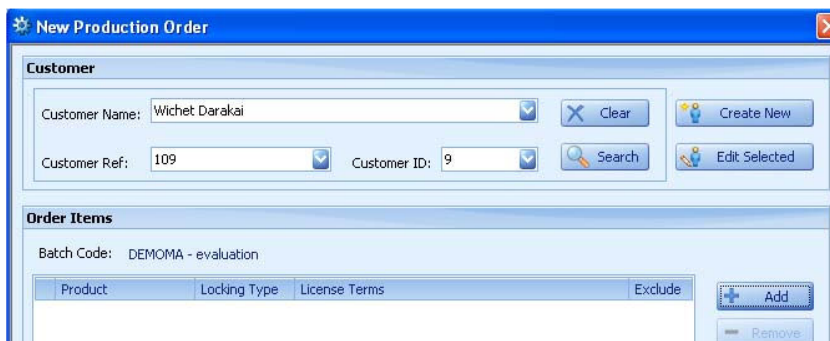 New Production Order
Customer
Customer Name: Wichet Darakai Clear Create New
Customer Ref: 109 Customer ID: 9 Search Edit Selected
Order Items
Batch Code: DEMOMA - evaluation
Product Locking Type License Terms Exclude Add
Remove